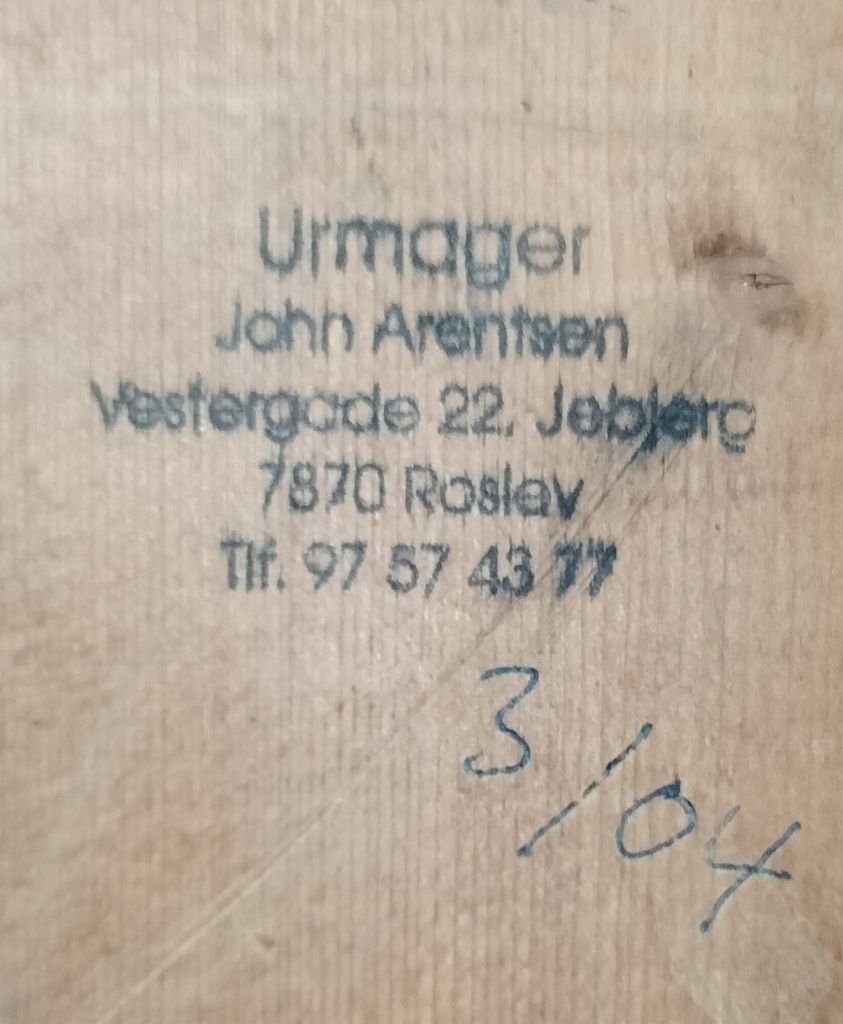 Urmager
John Arentsen
Vestergade 22, Jebjerg
7870 Roslev
Tlf. 97 57 43 77
3/04